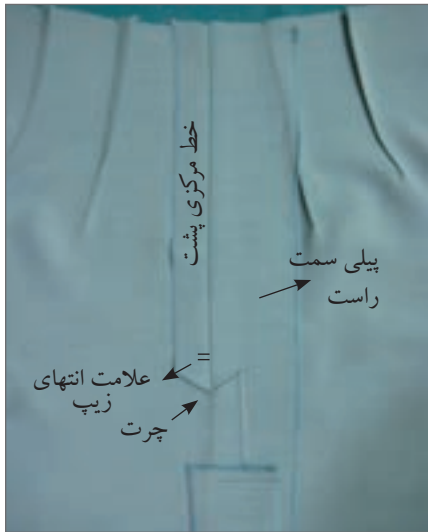 خط مرکزی پشت
پیلی سمت
راست
علامت انتهای
زیپ
چرت